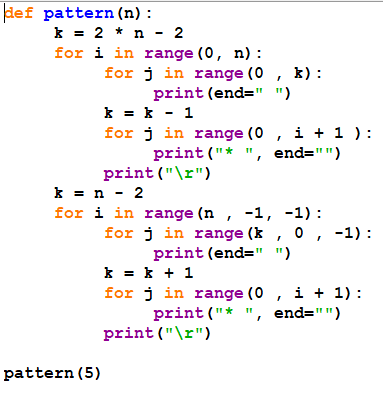 def pattern(n):
    k = 2 * n - 2
    for i in range(0, n):
        for j in range(0 , k):
            print(end=" ")
        k = k - 1
        for j in range(0 , i + 1 ):
            print("* ", end="")
        print("\r")
    k = n - 2
    for i in range(n , -1, -1):
        for j in range(k , 0 , -1):
            print(end=" ")
        k = k + 1
        for j in range(0 , i + 1):
            print("* ", end="")
        print("\r")

pattern(5)